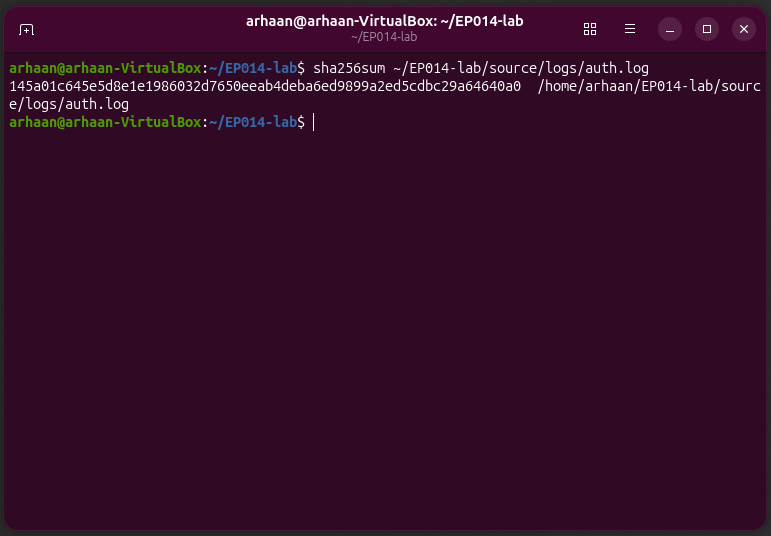 arhaan@arhaan-VirtualBox: ~/EP014-lab
~/EP014-lab
arhaan@arhaan-VirtualBox:~/EP014-lab$ sha256sum ~/EP014-lab/source/logs/auth.log
145a01c645e5d8e1e1986032d7650eeab4deba6ed9899a2ed5cdbc29a64640a0  /home/arhaan/EP014-lab/sourc
e/logs/auth.log
arhaan@arhaan-VirtualBox:~/EP014-lab$